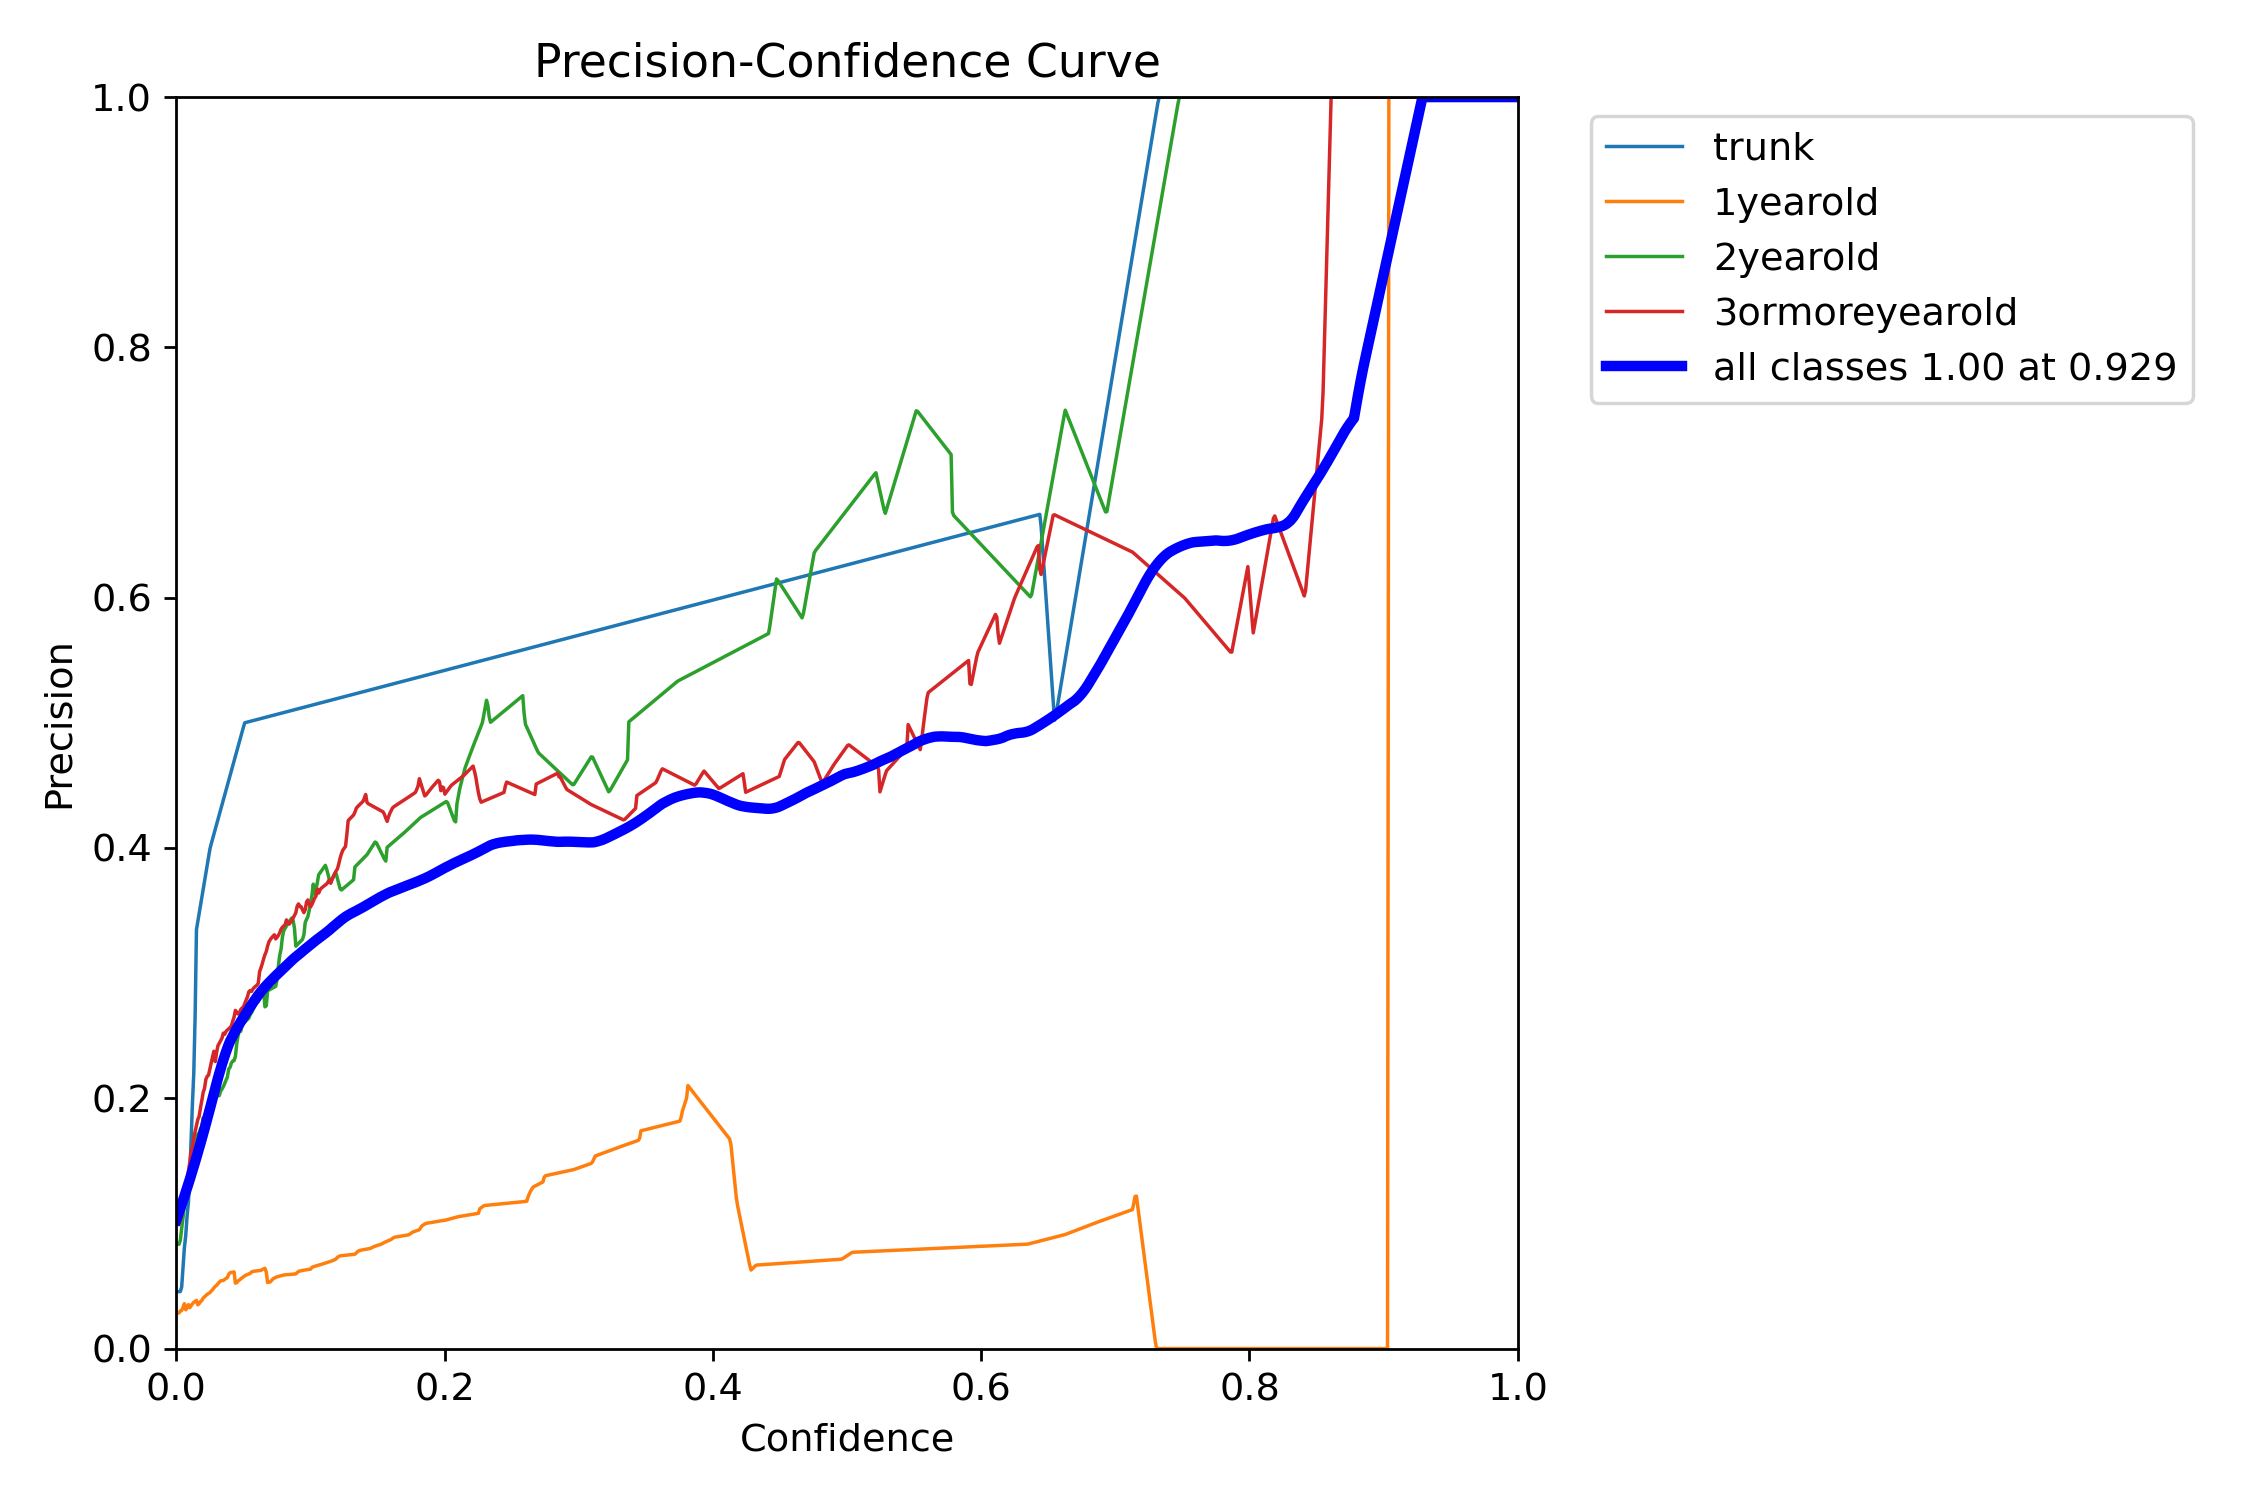 Precision-Confidence Curve
1.0
0.8
0.6
0.4
0.2
0.0
Precision
0.0 0.2 0.4 0.6 0.8 1.0
Confidence
trunk
1yearold
2yearold
3ormoreyearold
all classes 1.00 at 0.929